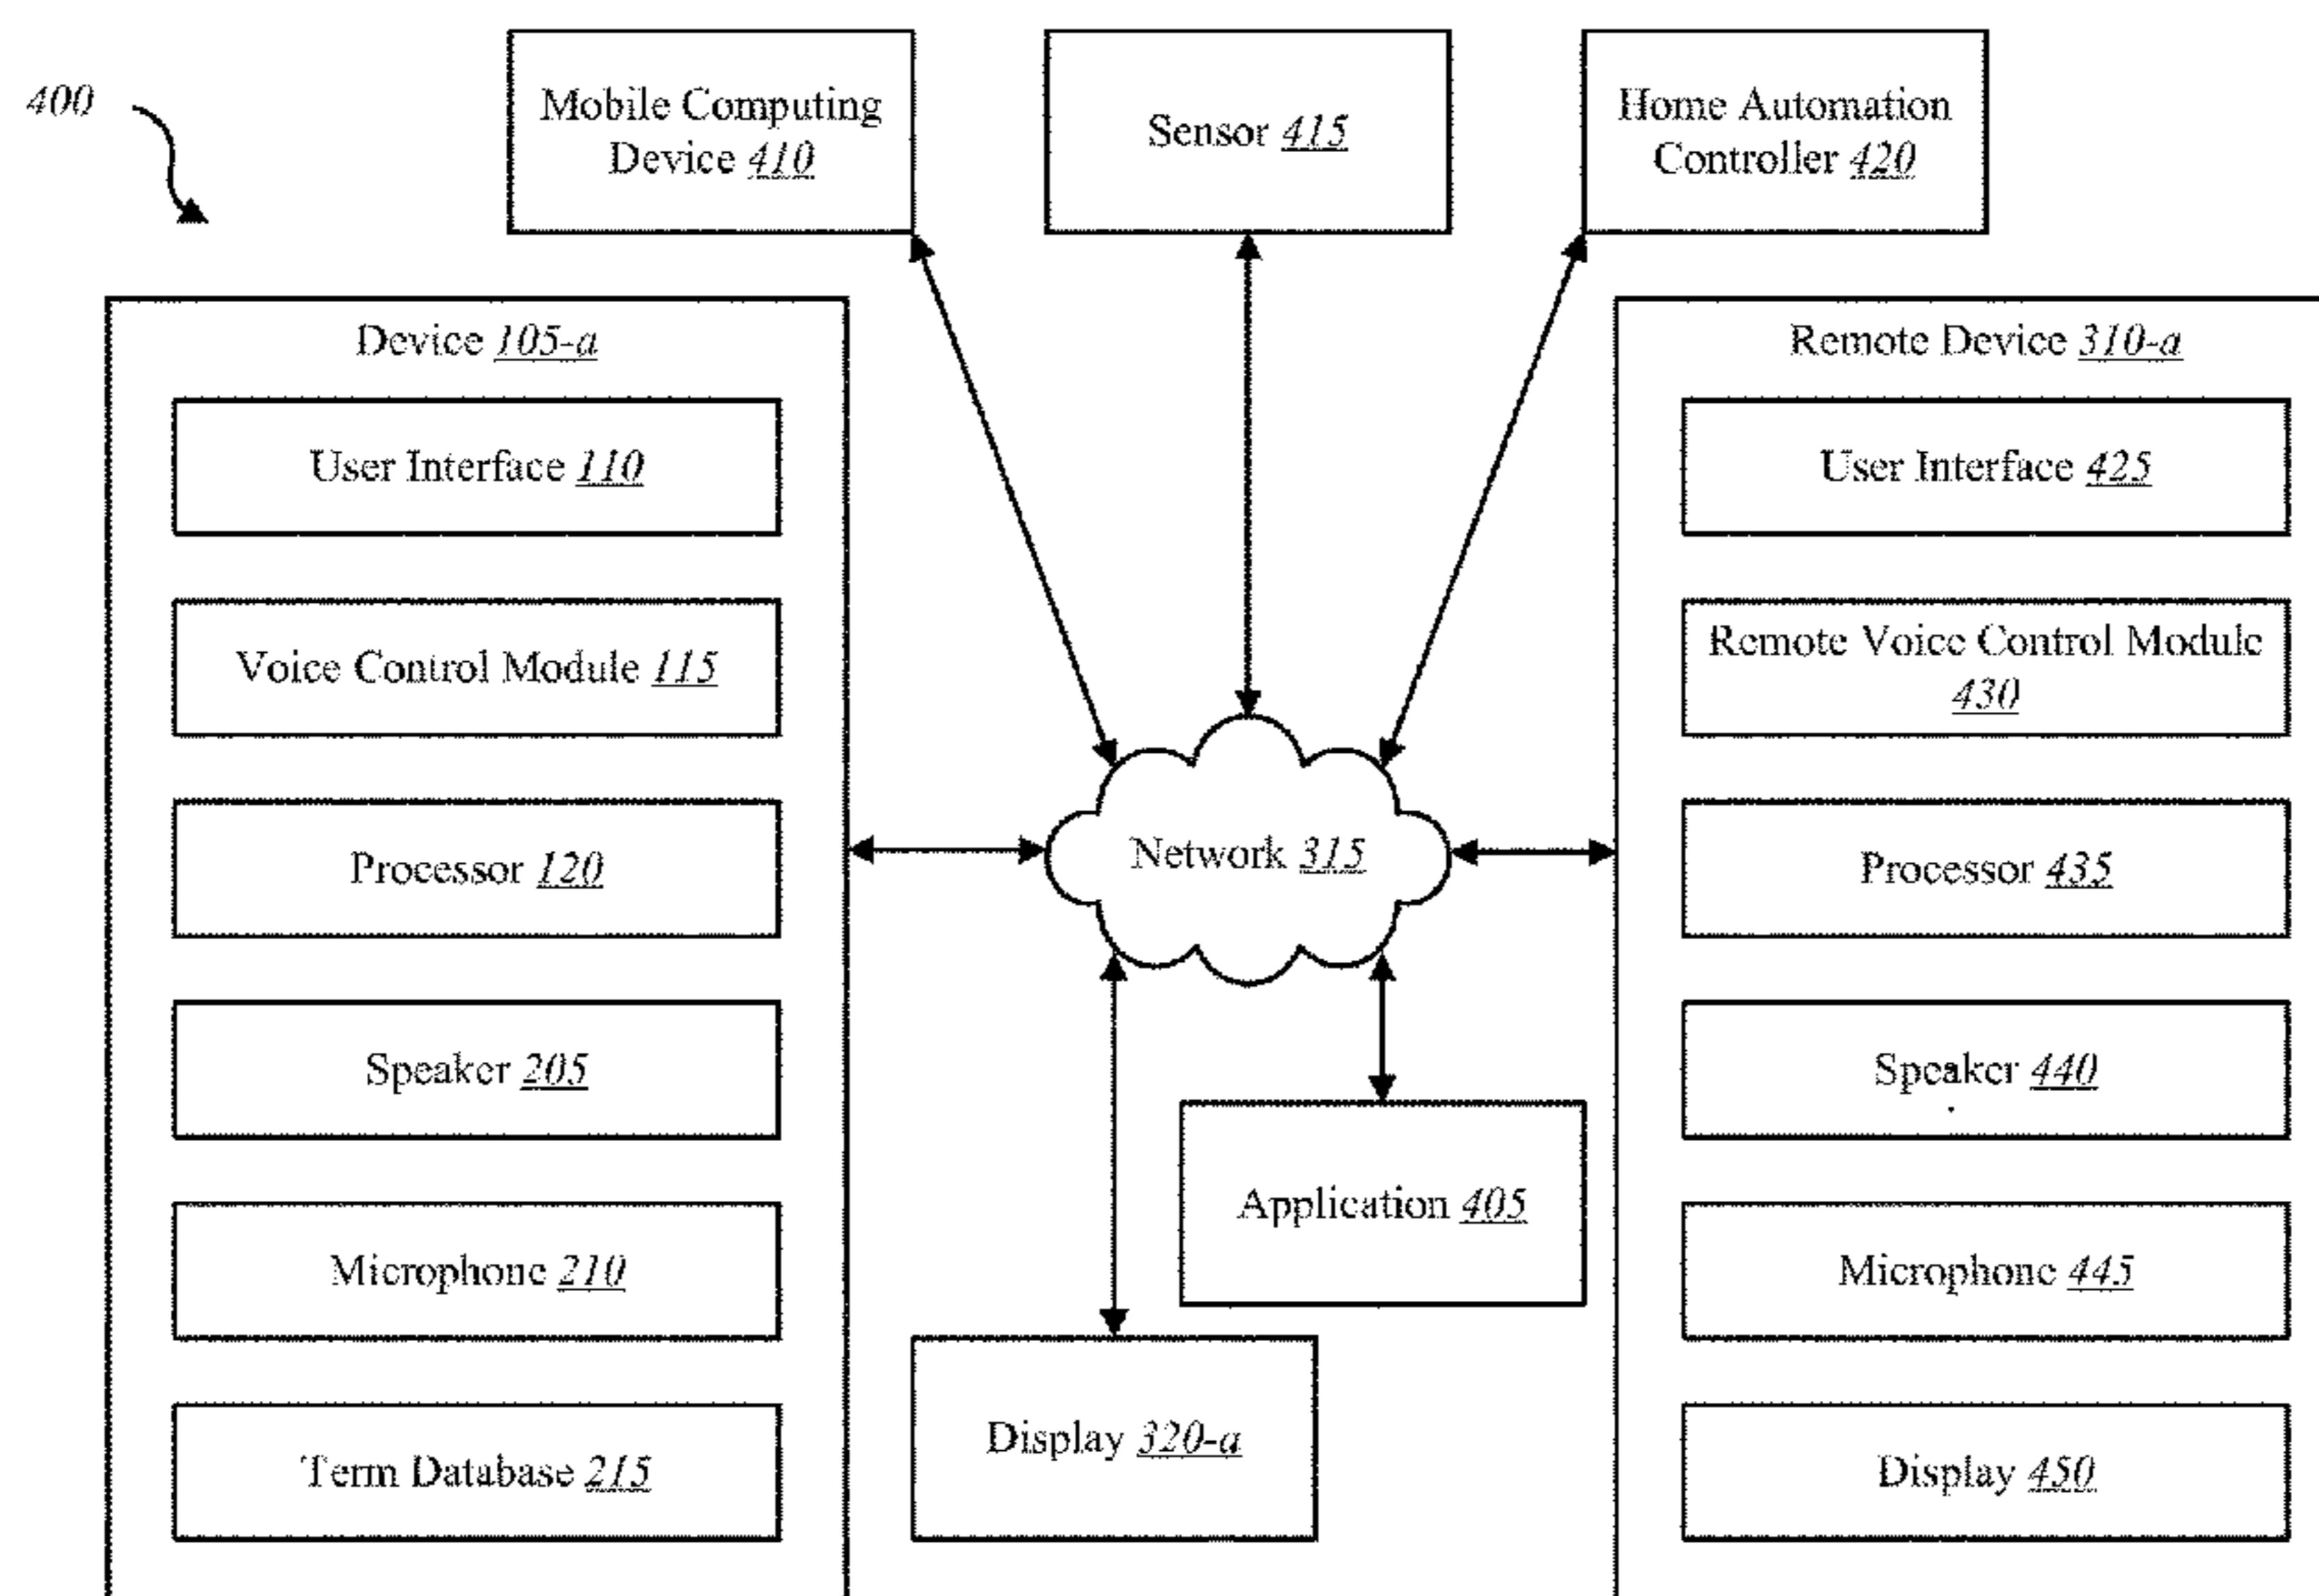 400
Mobile Computing
Device 410
Sensor 415
Home Automation
Controller 420
Device 105-a
User Interface 110
Voice Control Module 115
Processor 120
Speaker 205
Microphone 210
Term Database 215
Network 315
Application 405
Display 320-a
Remote Device 310-a
User Interface 425
Remote Voice Control Module
430
Processor 435
Speaker 440
Microphone 445
Display 450